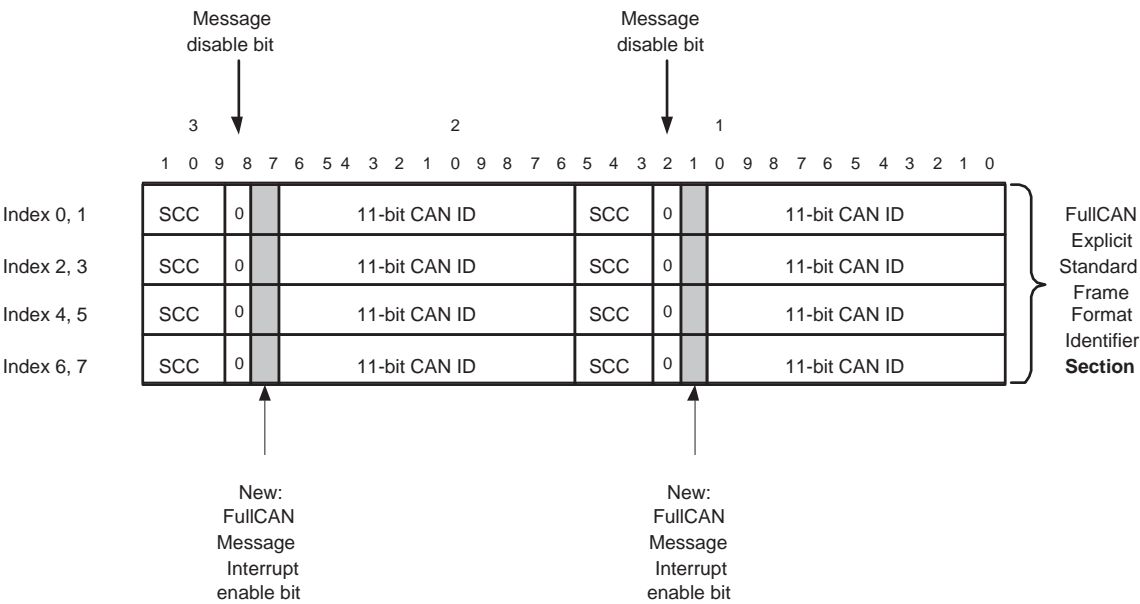 Message
disable bit
Message
disable bit
3 2 1
1 0 9 8 7 6 5 4 3 2 1 0 9 8 7 6 5 4 3 2 1 0 9 8 7 6 5 4 3 2 1 0
Index 0, 1 SCC 0 11-bit CAN ID SCC 0 11-bit CAN ID
Index 2, 3 SCC 0 11-bit CAN ID SCC 0 11-bit CAN ID
Index 4, 5 SCC 0 11-bit CAN ID SCC 0 11-bit CAN ID
Index 6, 7 SCC 0 11-bit CAN ID SCC 0 11-bit CAN ID
FullCAN
Explicit
Standard
Frame
Format
Identifier
Section
New:
FullCAN
Message
Interrupt
enable bit
New:
FullCAN
Message
Interrupt
enable bit